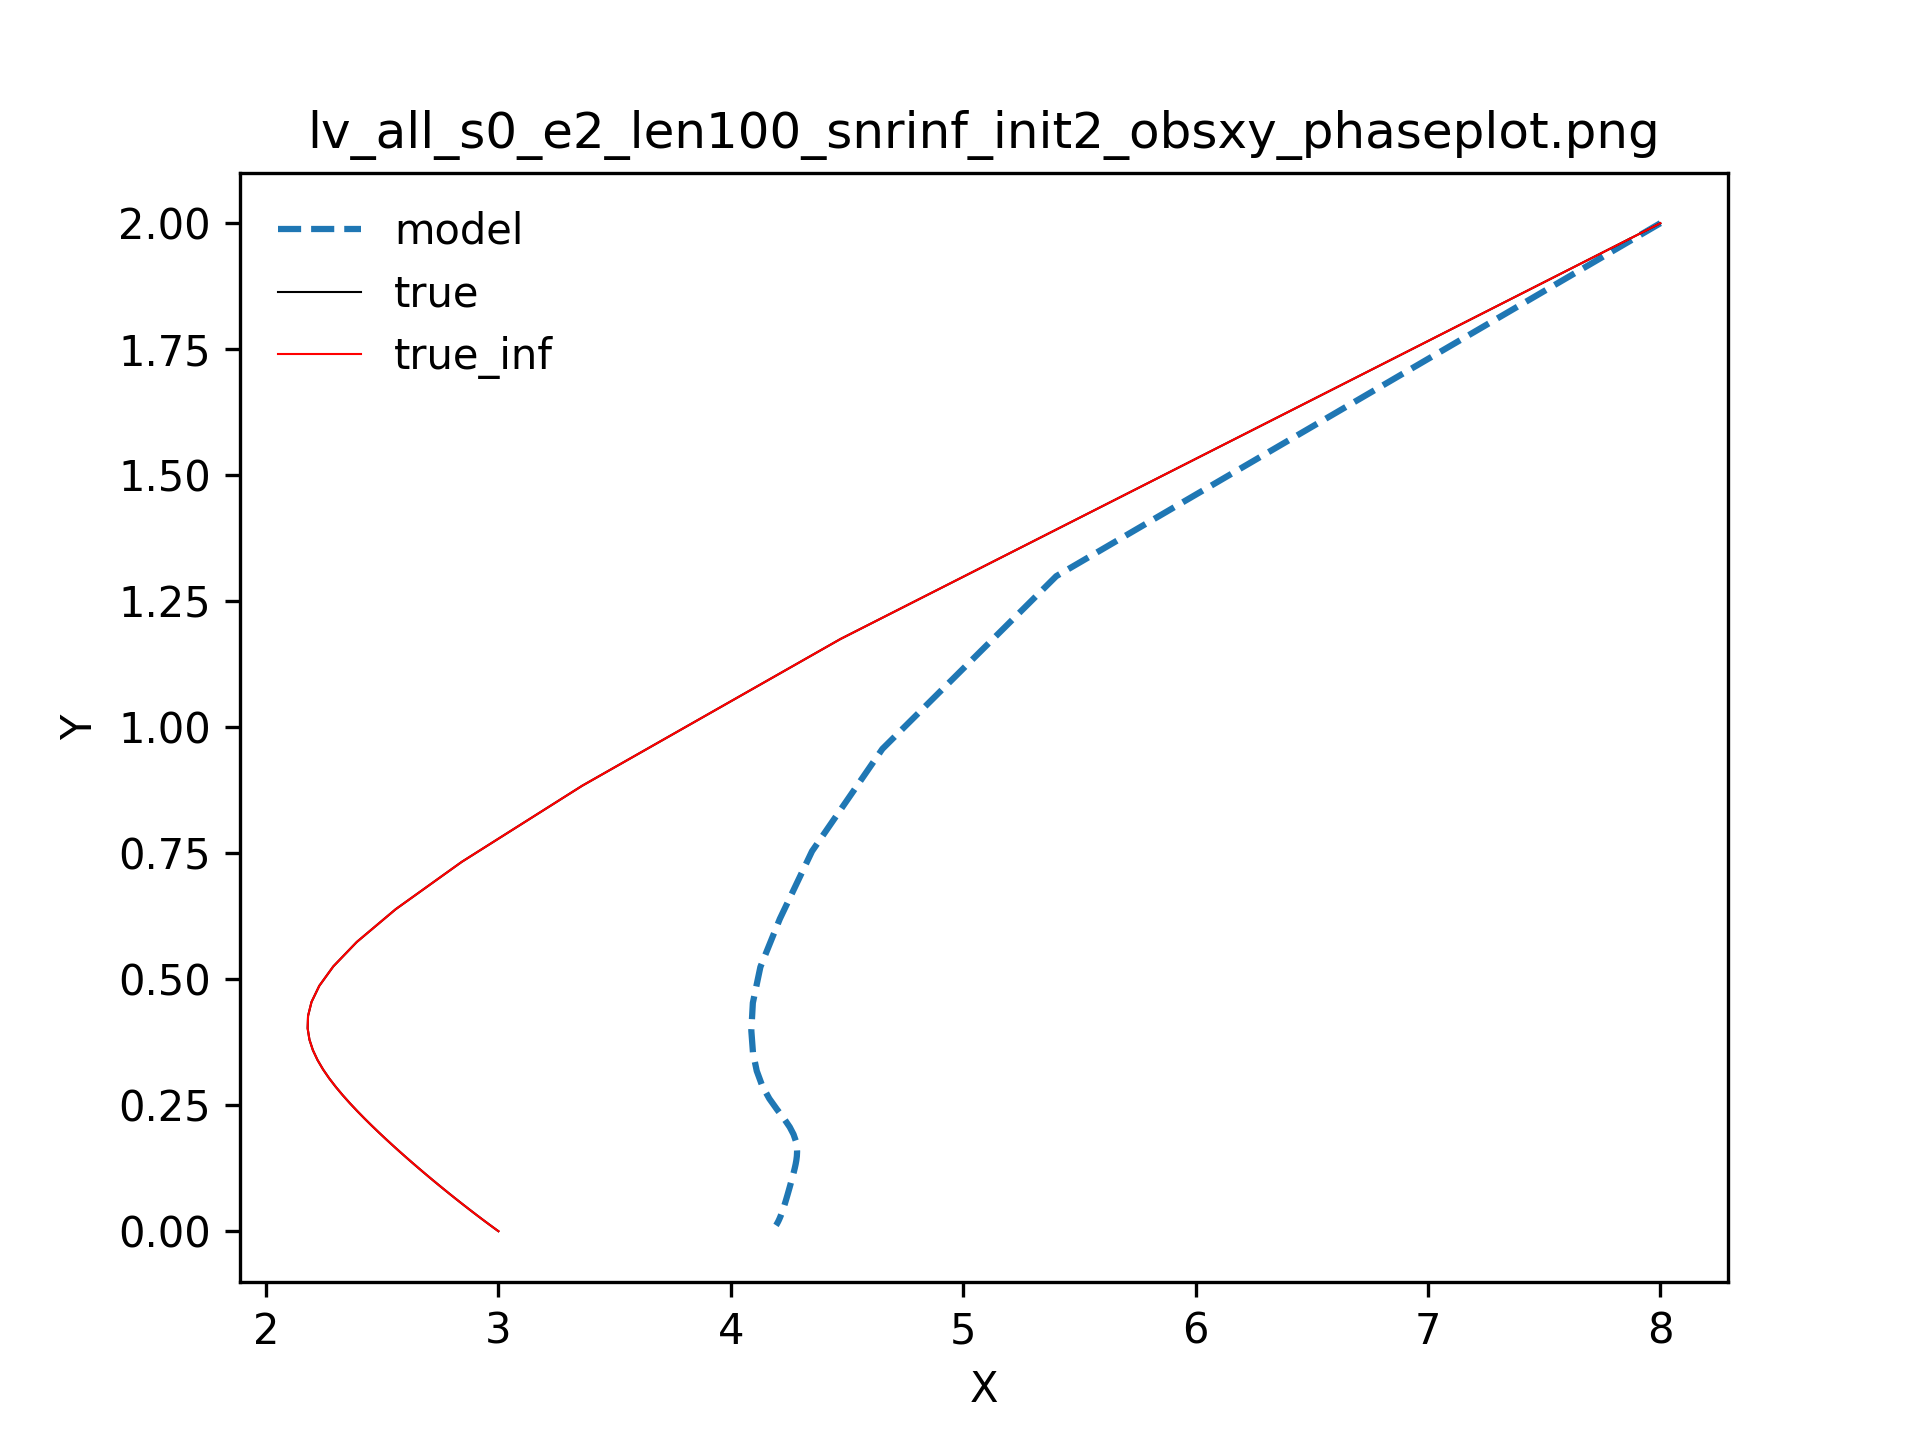 lv_all_s0_e2_len100_snrinf_init2_obsxy_phaseplot.png
model
true
true_inf
2.00
1.75
1.50
1.25
1.00
0.75
0.50
0.25
0.00
Y
2 3 4 5 6 7 8
X